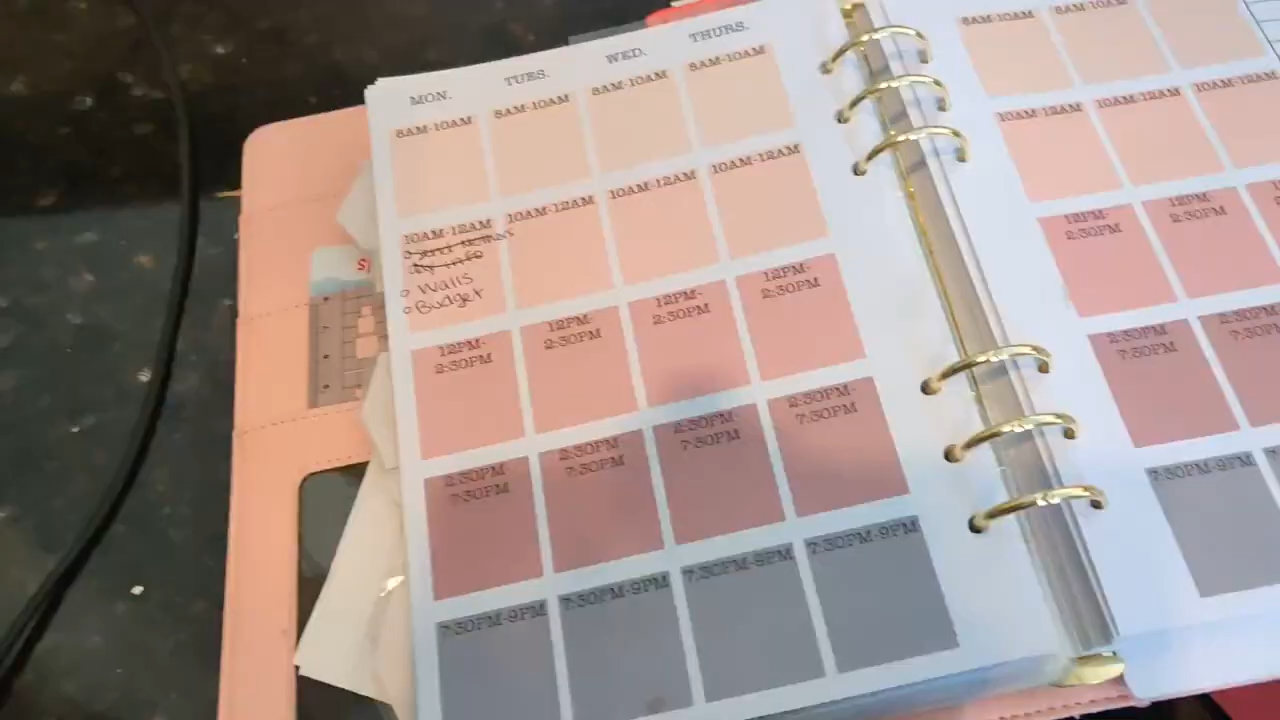 MON. TUES. WED. THURS.
8AM-10AM 8AM-10AM 8AM-10AM 8AM-10AM
10AM-12AM 10AM-12AM 10AM-12AM 10AM-12AM
Walls
Budget
12PM- 12PM- 12PM- 12PM-
2:30PM 2:30PM 2:30PM 2:30PM
2:30PM 2:30PM 2:30PM 2:30PM-
7:30PM 7:30PM 7:30PM 7:30PM
7:30PM-9PM 7:30PM-9PM 7:30PM-9PM 7:30PM-9PM
8AM-10AM 8AM-10AM
10AM-12AM 10AM-12AM 10AM-12AM
12PM- 12PM-
2:30PM 2:30PM
2:30PM 2:30PM
7:30PM 7:30PM
7:30PM-9PM